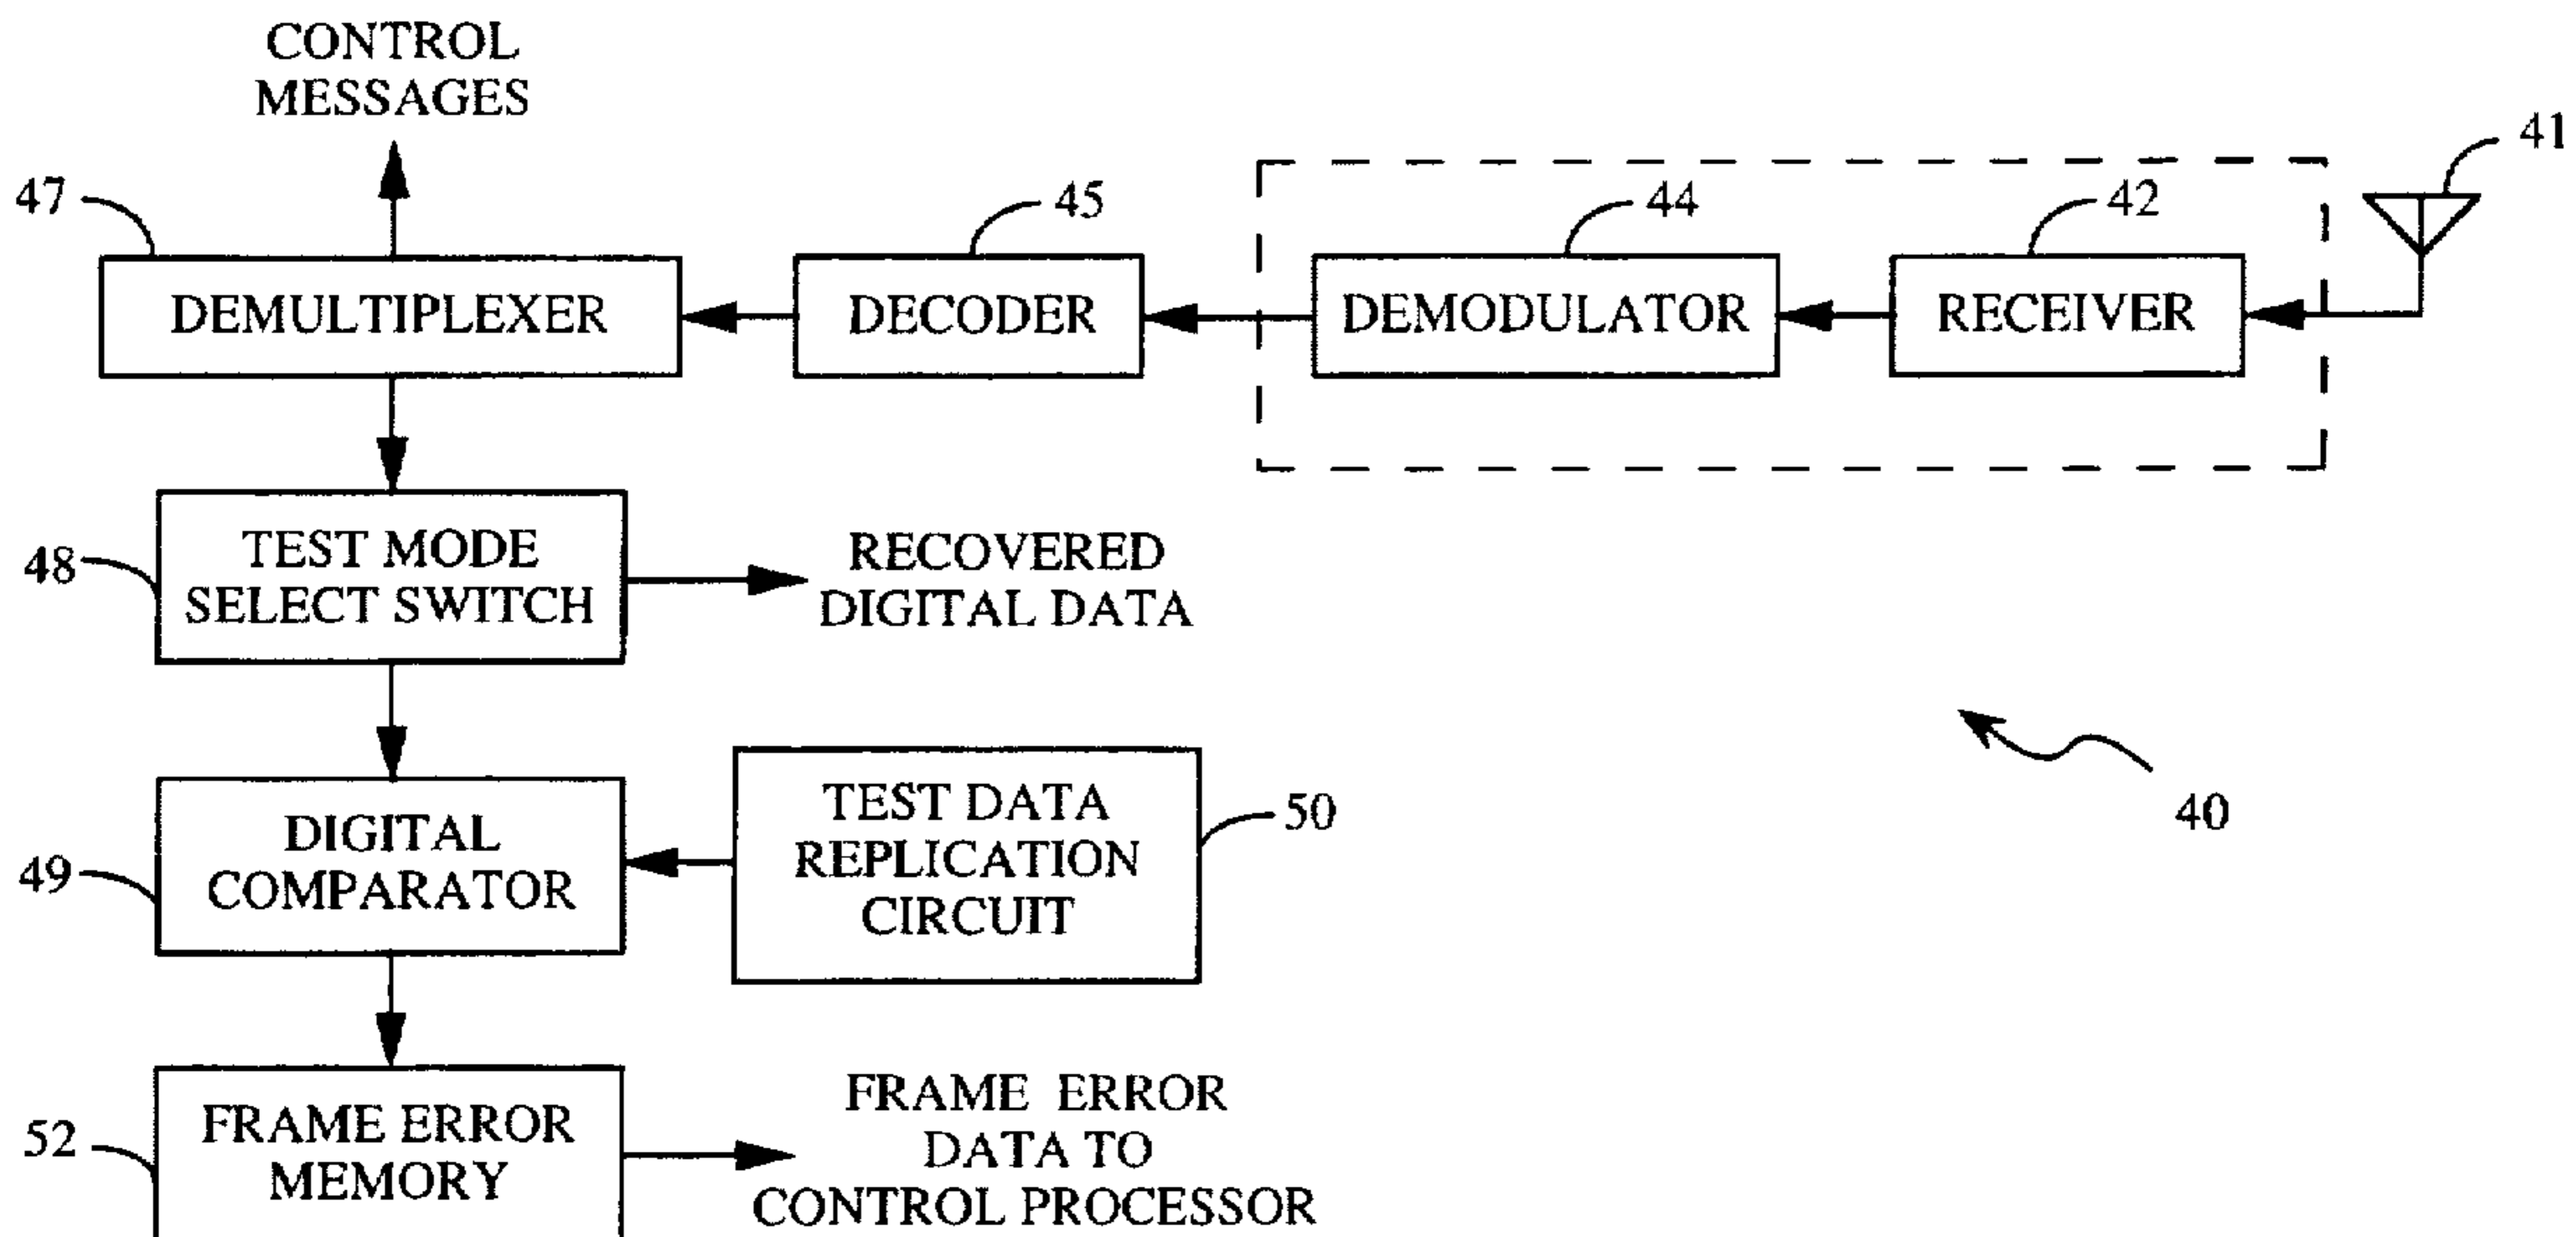 CONTROL
MESSAGES
41
47
45
44
42
DEMULTIPLEXER
DECODER
DEMODULATOR
RECEIVER
48
TEST MODE
SELECT SWITCH
RECOVERED
DIGITAL DATA
49
DIGITAL
COMPARATOR
TEST DATA
REPLICATION
CIRCUIT
50
40
52
FRAME ERROR
MEMORY
FRAME ERROR
DATA TO
CONTROL PROCESSOR